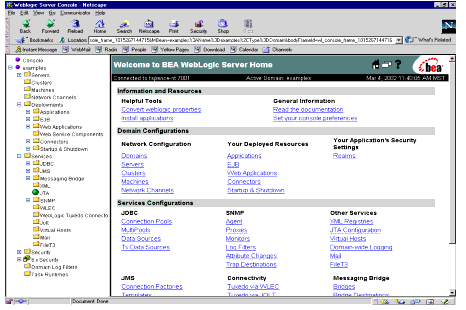 Weblogic Server Console - Netscape
File Edit View Go Communicator Help
Back Forward Reload Home Search Netscape Print Security Shop Stop
Bookmarks Location What's Related
Instant Message WebMail Radio People Yellow Pages Download Calendar Channels
Console
examples
Servers
Clusters
Machines
Network Channels
Deployments
Applications
EJB
Web Applications
Web Service Components
Connectors
Startup & Shutdown
Services
JDBC
JMS
Messaging Bridge
XML
JTA
SNMP
WLEC
WebLogic Tuxedo Connecto
Jolt
Virtual Hosts
Mail
FileT3
Security
Domain Log Filters
Task Runtimes
Welcome to BEA WebLogic Server Home
bea
Connected to Active Domain: examples Mar 4, 2002 11:40:05 AM MST
Information and Resources
Helpful Tools General Information
Convert weblogic.properties Read the documentation
Install applications Set your console preferences
Domain Configurations
Network Configuration Your Deployed Resources Your Application's Security Settings
Domains Applications Realms
Servers EJB
Clusters Web Applications
Machines Connectors
Network Channels Startup & Shutdown
Services Configurations
JDBC SNMP Other Services
Connection Pools Agent XML Registries
MultiPools Proxies JTA Configuration
Data Sources Monitors Virtual Hosts
Tx Data Sources Log Filters Domain-wide Logging
Attribute Changes Mail
Trap Destinations FileT3
JMS Connectivity Messaging Bridge
Connection Factories Tuxedo via WLEC Bridges
Templates Tuxedo via JOLT Bridge Destinations
Document: Done